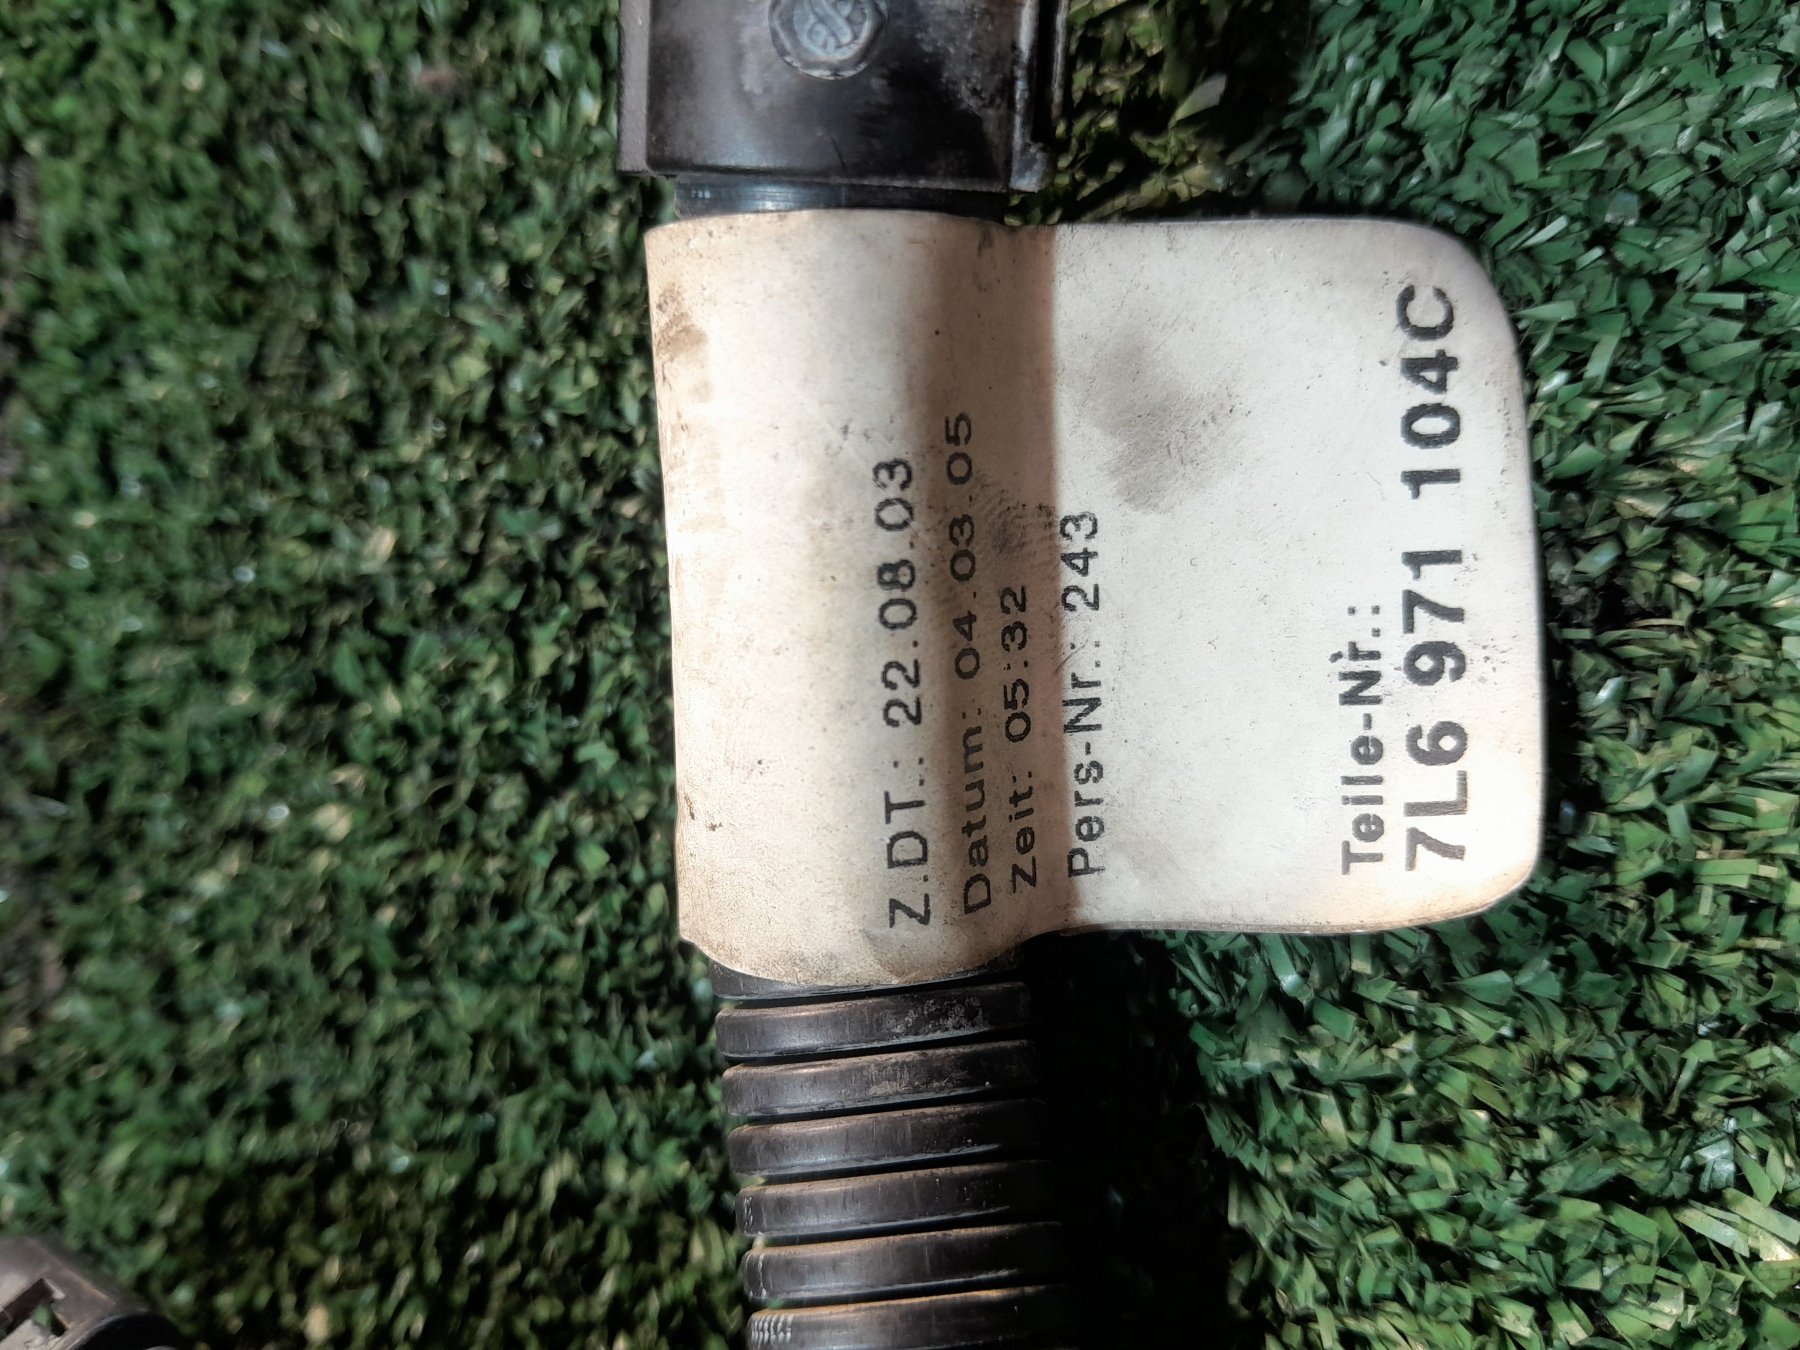 Z.DT.: 22.08.03
Datum: 04.03.05
Zeit: 05:32
Pers-Nr.: 243
Teile-Nr.:
7L6 971 104C